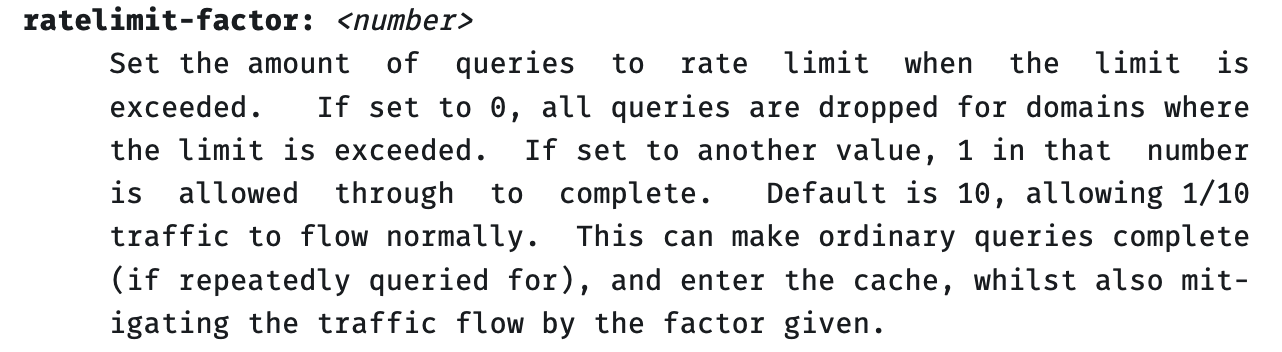 ratelimit-factor: <number>
Set the amount of queries to rate limit when the limit is
exceeded. If set to 0, all queries are dropped for domains where
the limit is exceeded. If set to another value, 1 in that number
is allowed through to complete. Default is 10, allowing 1/10
traffic to flow normally. This can make ordinary queries complete
(if repeatedly queried for), and enter the cache, whilst also mit-
igating the traffic flow by the factor given.